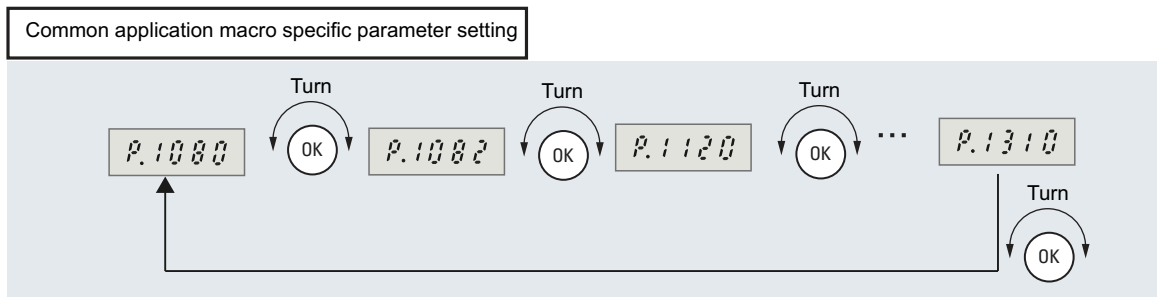 Common application macro specific parameter setting
Turn
Turn
Turn
P.1080
OK
P.1082
OK
P.1120
OK
...
P.1310
Turn
OK